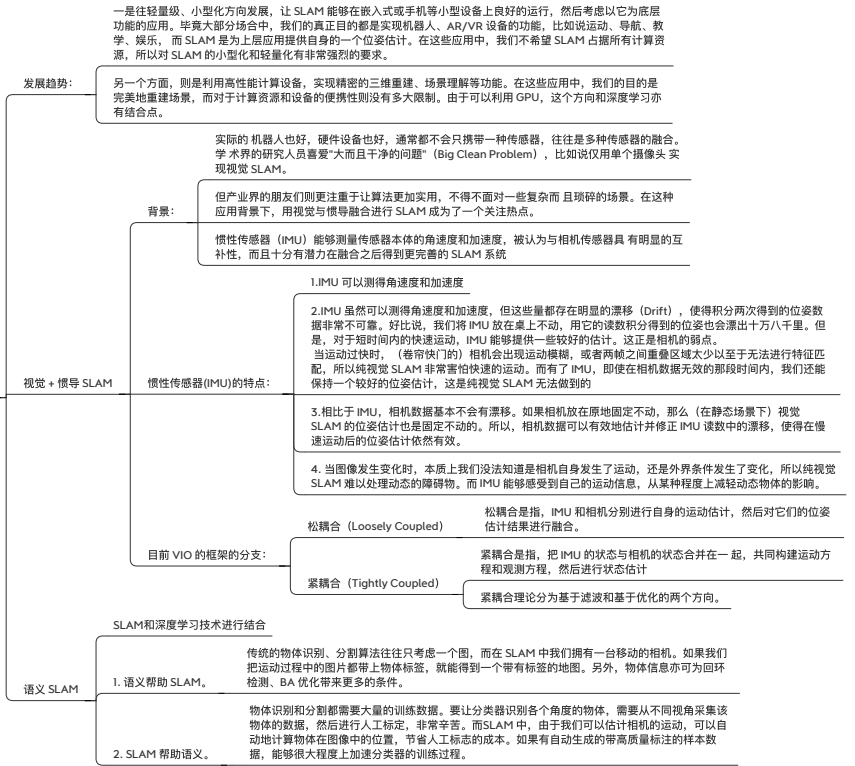 一是往轻量级、小型化方向发展，让 SLAM 能够在嵌入式或手机等小型设备上良好的运行，然后考虑以它为底层
功能的应用。毕竟大部分场合中，我们的真正目都是实现机器人、AR/VR 设备的功能，比如说运动、导航、教
学、娱乐， 而 SLAM 是为上层应用提供自身的一个位姿估计。在这些应用中，我们不希望 SLAM 占据所有计算资
源，所以对 SLAM 的小型化和轻量化有非常强烈的要求。
发展趋势：
另一个方面，则是利用高性能计算设备，实现精密的三维重建、场景理解等功能。在这些应用中，我们的目的是
完美地重建场景，而对于计算资源和设备的便携性则没有多大限制。由于可以利用 GPU，这个方向和深度学习亦
有结合点。
实际的 机器人也好，硬件设备也好，通常都不会只携带一种传感器，往往是多种传感器的融合。
学 术界的研究人员喜爱"大而且干净的问题"（Big Clean Problem），比如说仅用单个摄像头 实
现视觉 SLAM。
背景：
但产业界的朋友们则更注重于让算法更加实用，不得不面对一些复杂而 且琐碎的场景。在这种
应用背景下，用视觉与惯导融合进行 SLAM 成为了一个关注热点。
惯性传感器（IMU）能够测量传感器本体的角速度和加速度，被认为与相机传感器具 有明显的互
补性，而且十分有潜力在融合之后得到更完善的 SLAM 系统
1.IMU 可以测得角速度和加速度
2.IMU 虽然可以测得角速度和加速度，但这些量都存在明显的漂移（Drift），使得积分两次得到的位姿数
据非常不可靠。好比说，我们将 IMU 放在桌上不动，用它的读数积分得到的位姿也会漂出十万八千里。但
是，对于短时间内的快速运动，IMU 能够提供一些较好的估计。这正是相机的弱点。
当运动过快时，（卷帘快门的）相机会出现运动模糊，或者两帧之间重叠区域太少以至于无法进行特征匹
配，所以纯视觉 SLAM 非常害怕快速的运动。而有了 IMU，即使在相机数据无效的那段时间内，我们还能
保持一个较好的位姿估计，这是纯视觉 SLAM 无法做到的
视觉 + 惯导 SLAM
惯性传感器(IMU)的特点：
3.相比于 IMU，相机数据基本不会有漂移。如果相机放在原地固定不动，那么（在静态场景下）视觉
SLAM 的位姿估计也是固定不动的。所以，相机数据可以有效地估计并修正 IMU 读数中的漂移，使得在慢
速运动后的位姿估计依然有效。
4. 当图像发生变化时，本质上我们没法知道是相机自身发生了运动，还是外界条件发生了变化，所以纯视觉
SLAM 难以处理动态的障碍物。而 IMU 能够感受到自己的运动信息，从某种程度上减轻动态物体的影响。
松耦合（Loosely Coupled）
松耦合是指，IMU 和相机分别进行自身的运动估计，然后对它们的位姿
估计结果进行融合。
目前 VIO 的框架的分支：
紧耦合（Tightly Coupled）
紧耦合是指，把 IMU 的状态与相机的状态合并在一 起，共同构建运动方
程和观测方程，然后进行状态估计
紧耦合理论分为基于滤波和基于优化的两个方向。
SLAM和深度学习技术进行结合
语义 SLAM
1. 语义帮助 SLAM。
传统的物体识别、分割算法往往只考虑一个图，而在 SLAM 中我们拥有一台移动的相机。如果我们
把运动过程中的图片都带上物体标签，就能得到一个带有标签的地图。另外，物体信息亦可为回环
检测、BA 优化带来更多的条件。
2. SLAM 帮助语义。
物体识别和分割都需要大量的训练数据。要让分类器识别各个角度的物体，需要从不同视角采集该
物体的数据，然后进行人工标定，非常辛苦。而SLAM 中，由于我们可以估计相机的运动，可以自
动地计算物体在图像中的位置，节省人工标志的成本。如果有自动生成的带高质量标注的样本数
据，能够很大程度上加速分类器的训练过程。